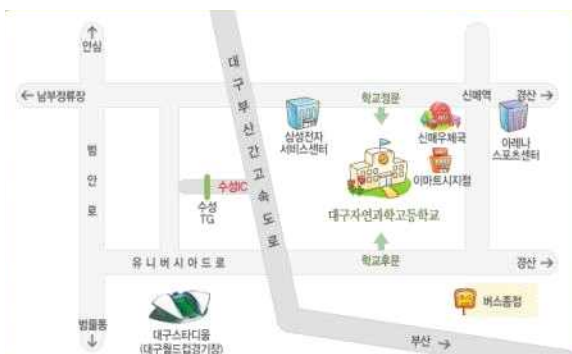 안심
← 남부정류장
대구부산간고속도로
학교정문
신매역
경산 →
삼성전자
서비스센터
신매우체국
아레나
스포츠센터
이마트시지점
범안로
수성IC
수성
TG
대구자연과학고등학교
유니버시아드로
학교후문
경산 →
버스종점
범물동
대구스타디움
(대구월드컵경기장)
부산 →